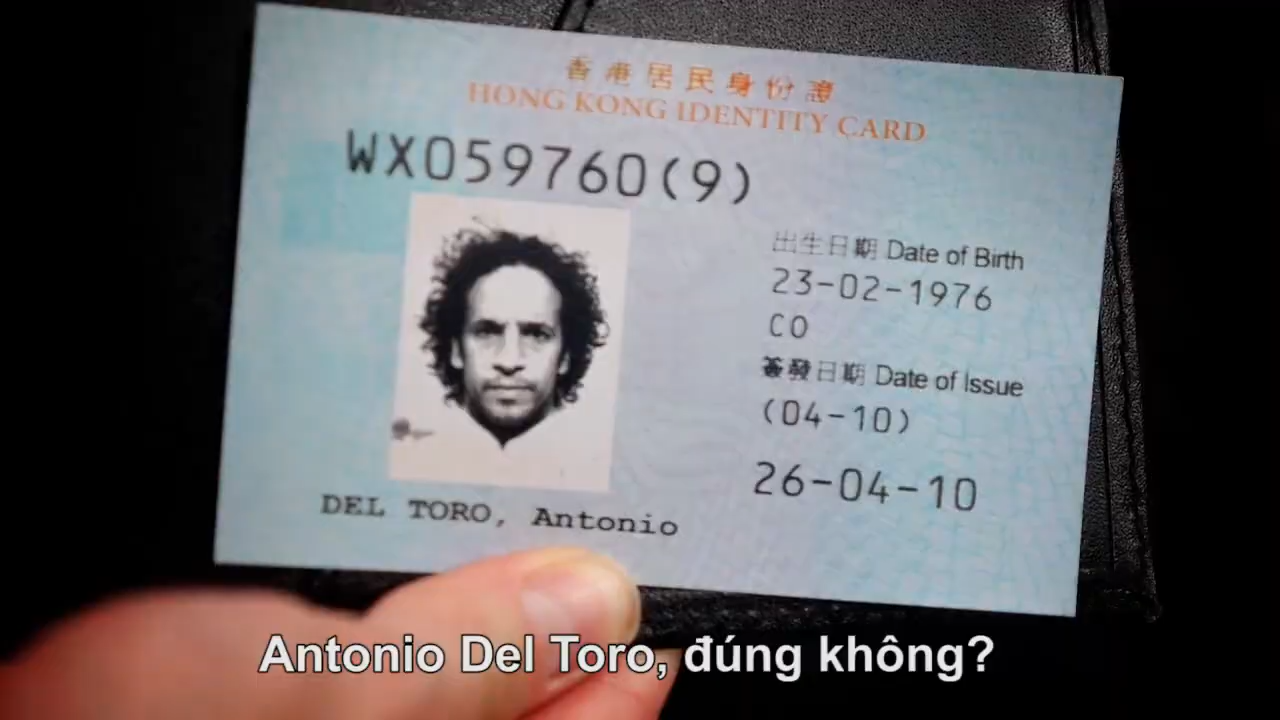 香港居民身份證
HONG KONG IDENTITY CARD
WX059760(9)
出生日期 Date of Birth
23-02-1976
CO
簽發日期 Date of Issue
(04-10)
26-04-10
DEL TORO, Antonio
Antonio Del Toro, đúng không?